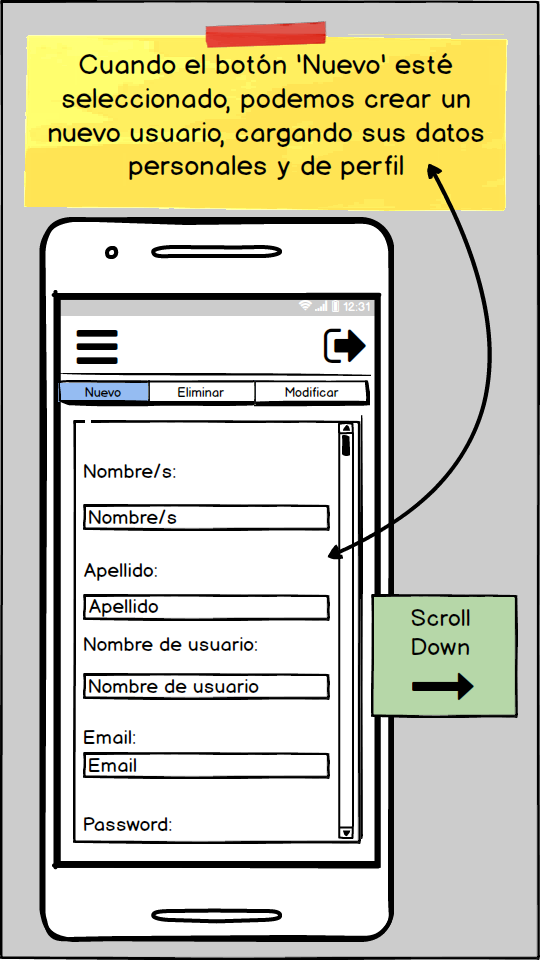 Cuando el botón 'Nuevo' esté
seleccionado, podemos crear un
nuevo usuario, cargando sus datos
personales y de perfil
12:31
Nuevo Eliminar Modificar
Nombre/s:
Nombre/s
Apellido:
Apellido
Nombre de usuario:
Nombre de usuario
Email:
Email
Password:
Scroll
Down